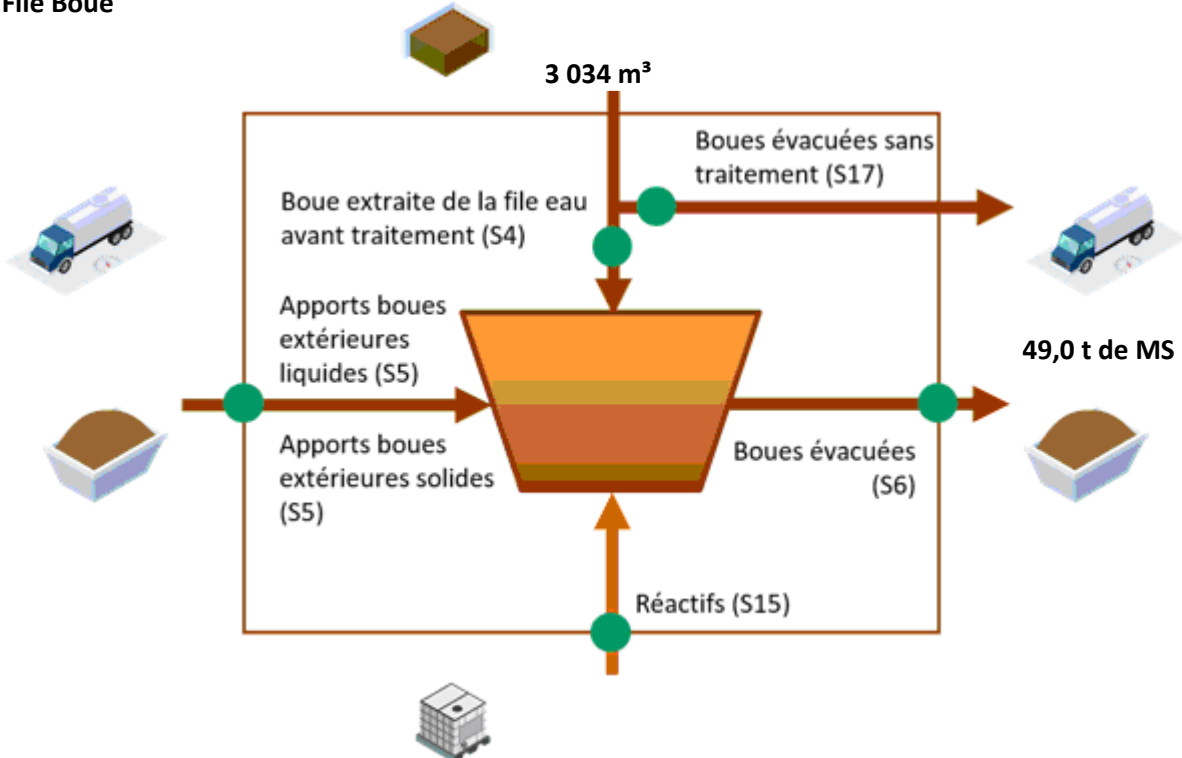 File Boue
3 034 m³
Boues évacuées sans
traitement (S17)
Boue extraite de la file eau
avant traitement (S4)
Apports boues
extérieures
liquides (S5)
49,0 t de MS
Apports boues
extérieures solides
(S5)
Boues évacuées
(S6)
Réactifs (S15)